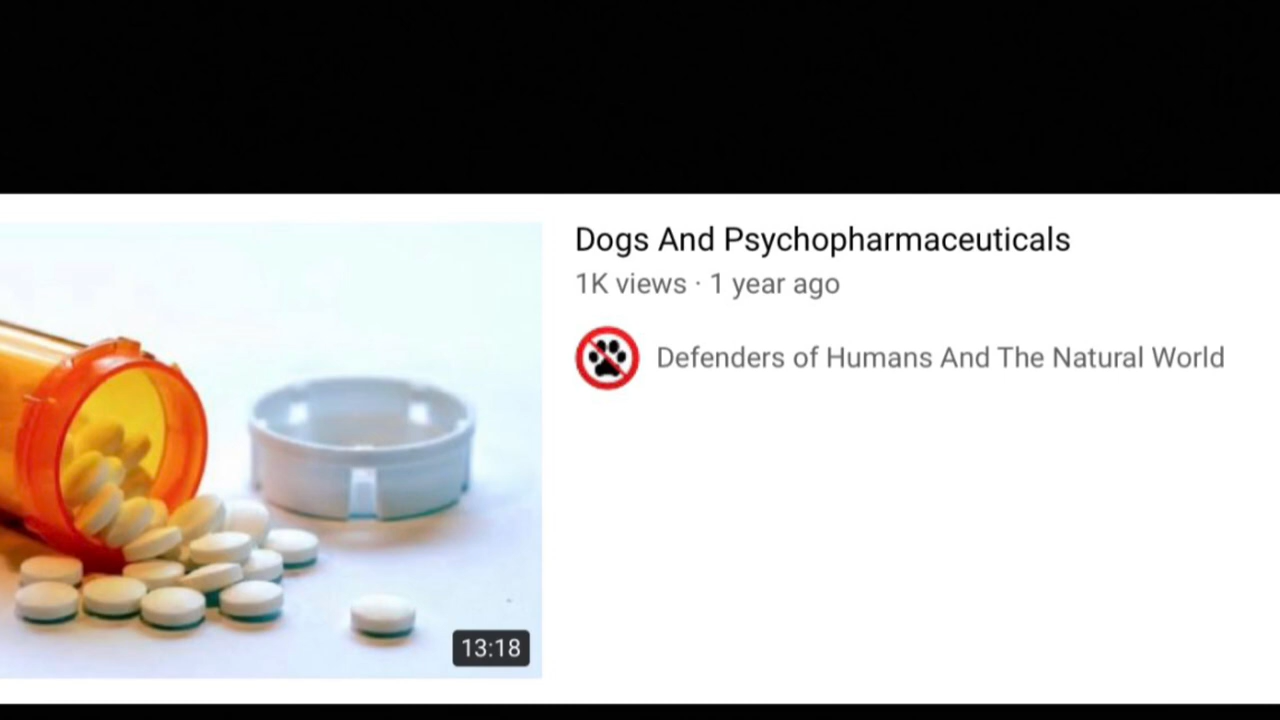 Dogs And Psychopharmaceuticals
1K views · 1 year ago
Defenders of Humans And The Natural World
13:18